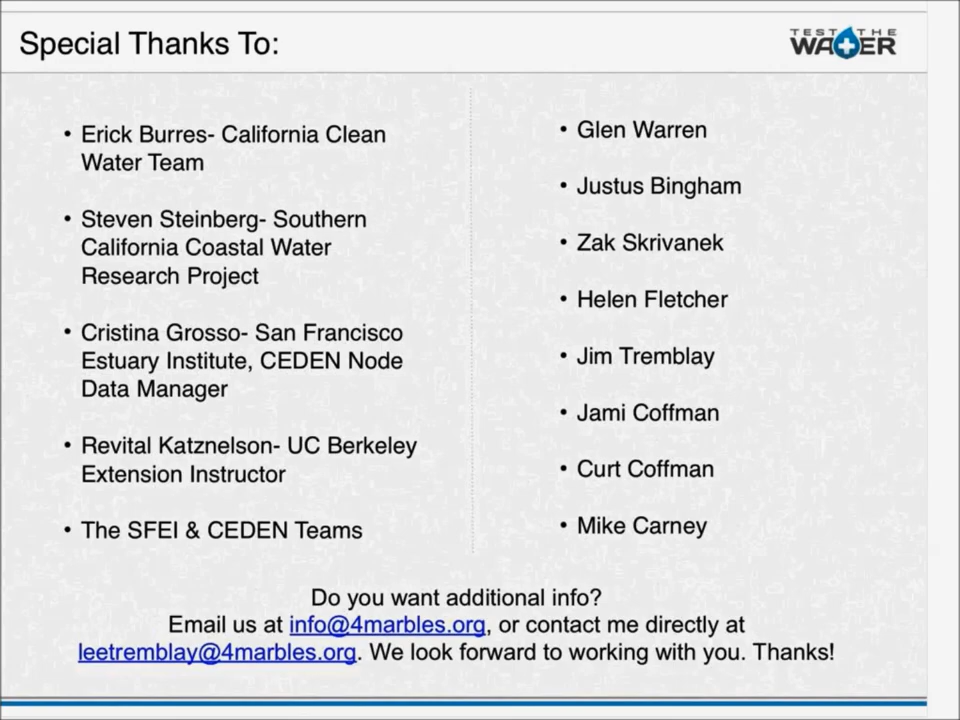 Special Thanks To:
TEST THE
WATER
• Erick Burres- California Clean
Water Team
• Steven Steinberg- Southern
California Coastal Water
Research Project
• Cristina Grosso- San Francisco
Estuary Institute, CEDEN Node
Data Manager
• Revital Katznelson- UC Berkeley
Extension Instructor
• The SFEI & CEDEN Teams
• Glen Warren
• Justus Bingham
• Zak Skrivanek
• Helen Fletcher
• Jim Tremblay
• Jami Coffman
• Curt Coffman
• Mike Carney
Do you want additional info?
Email us at info@4marbles.org, or contact me directly at
leetremblay@4marbles.org. We look forward to working with you. Thanks!